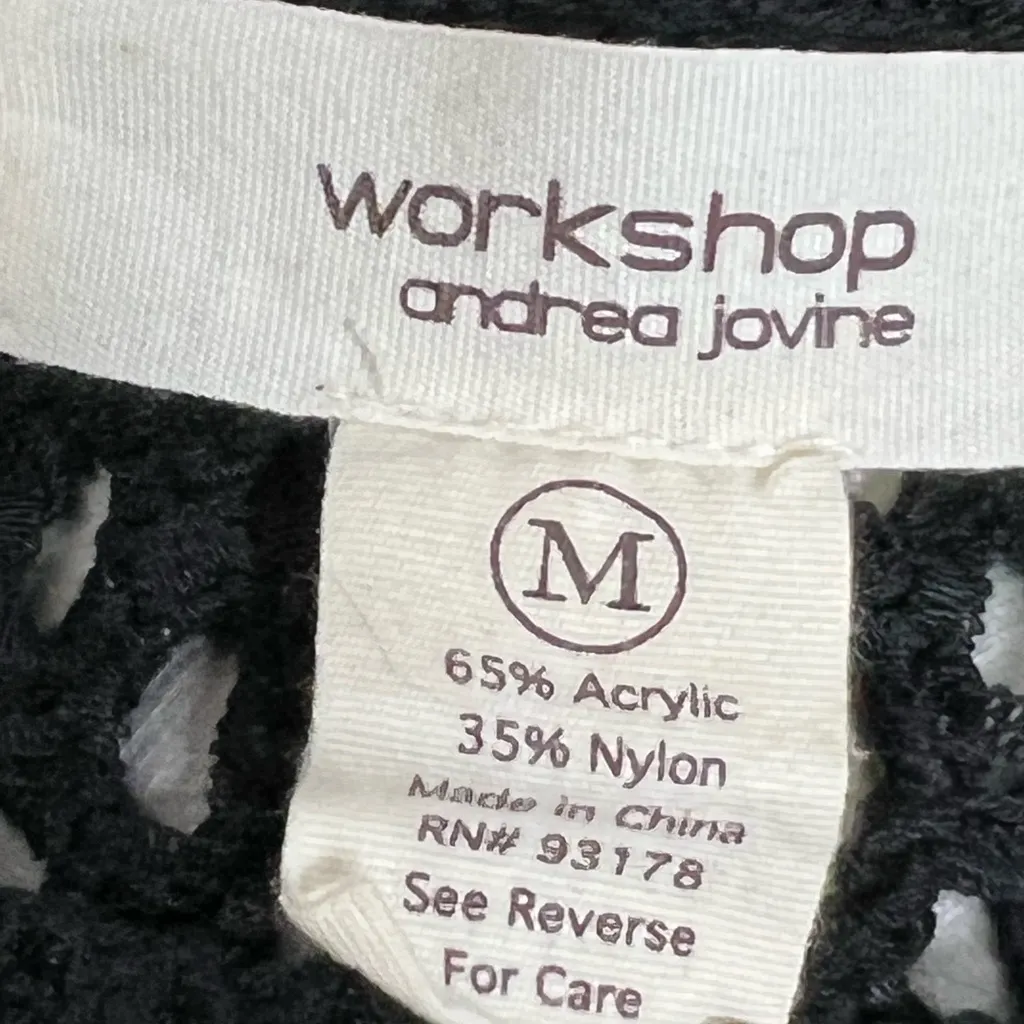 workshop
andrea jovine
M
65% Acrylic
35% Nylon
Made in China
RN# 93178
See Reverse
For Care